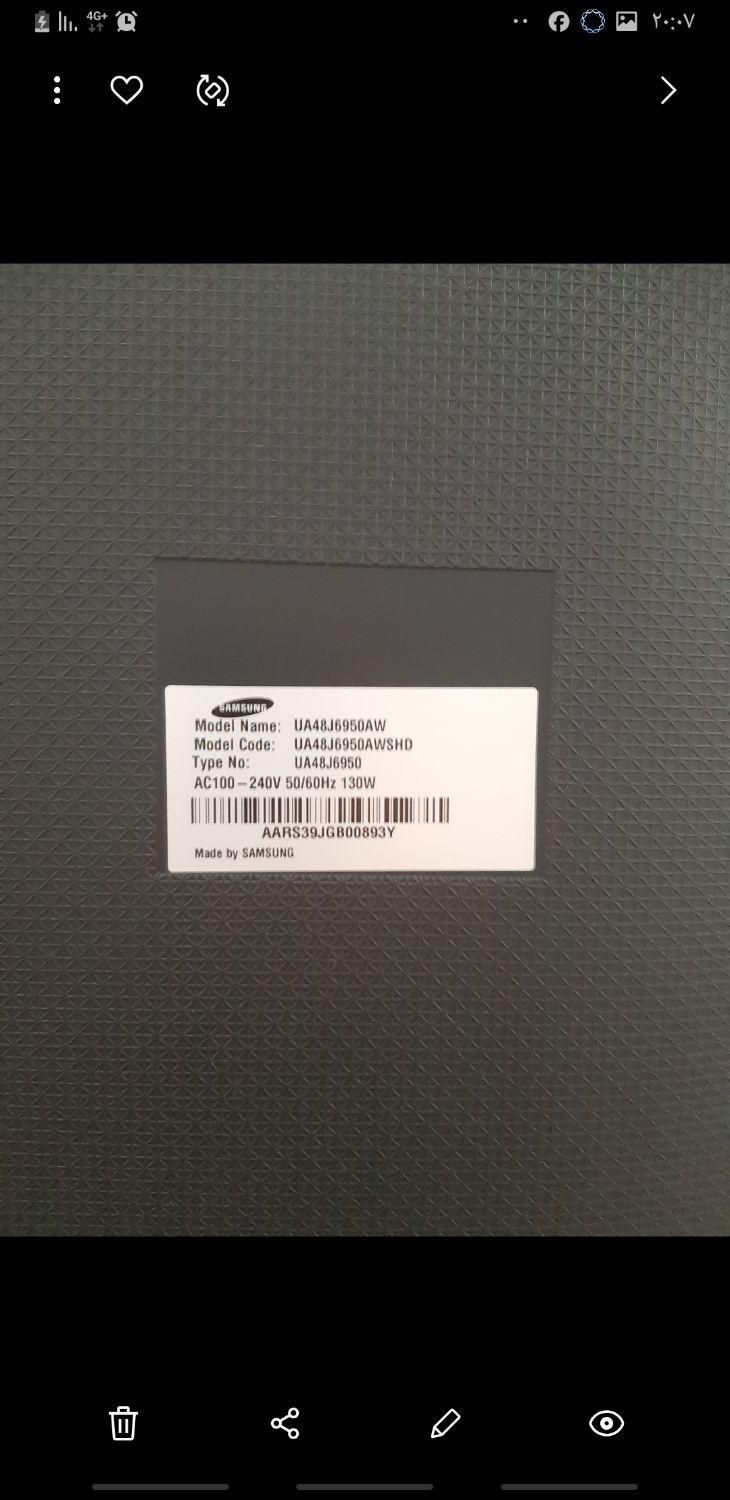 4G+
٢٠:٠٧
SAMSUNG
Model Name: UA48J6950AW
Model Code: UA48J6950AWSHD
Type No: UA48J6950
AC100-240V 50/60Hz 130W
AARS39JGB00893Y
Made by SAMSUNG